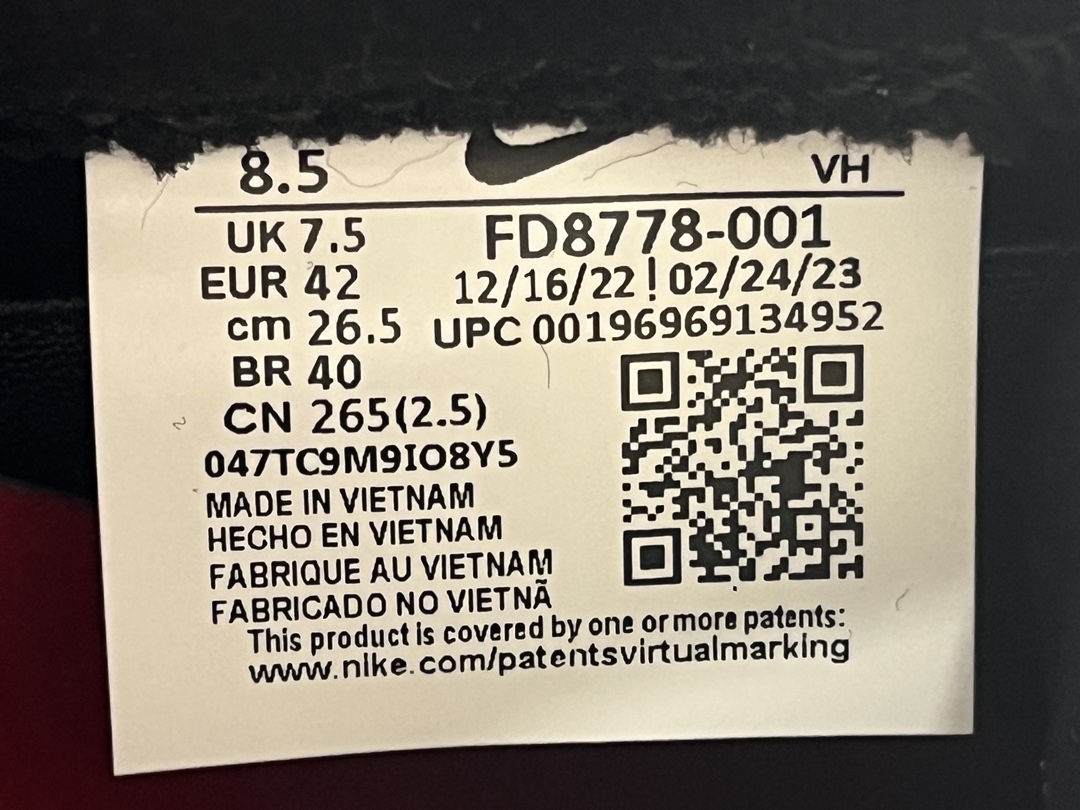 8.5 VH
UK 7.5 FD8778-001
EUR 42 12/16/22 ! 02/24/23
cm 26.5 UPC 00196969134952
BR 40
CN 265(2.5)
047TC9M9IO8Y5
MADE IN VIETNAM
HECHO EN VIETNAM
FABRIQUE AU VIETNAM
FABRICADO NO VIETNÃ
This product is covered by one or more patents:
www.nike.com/patentsvirtualmarking